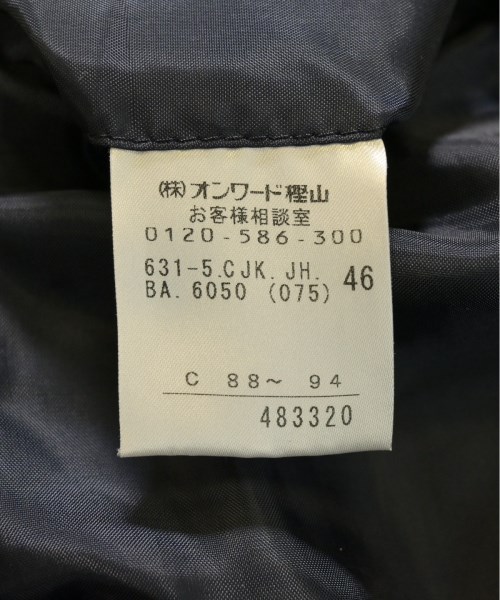 (株)オンワード樫山
お客様相談室
0120-586-300
631-5.CJK.JH. 46
BA.6050 (075)
C 88〜 94
483320